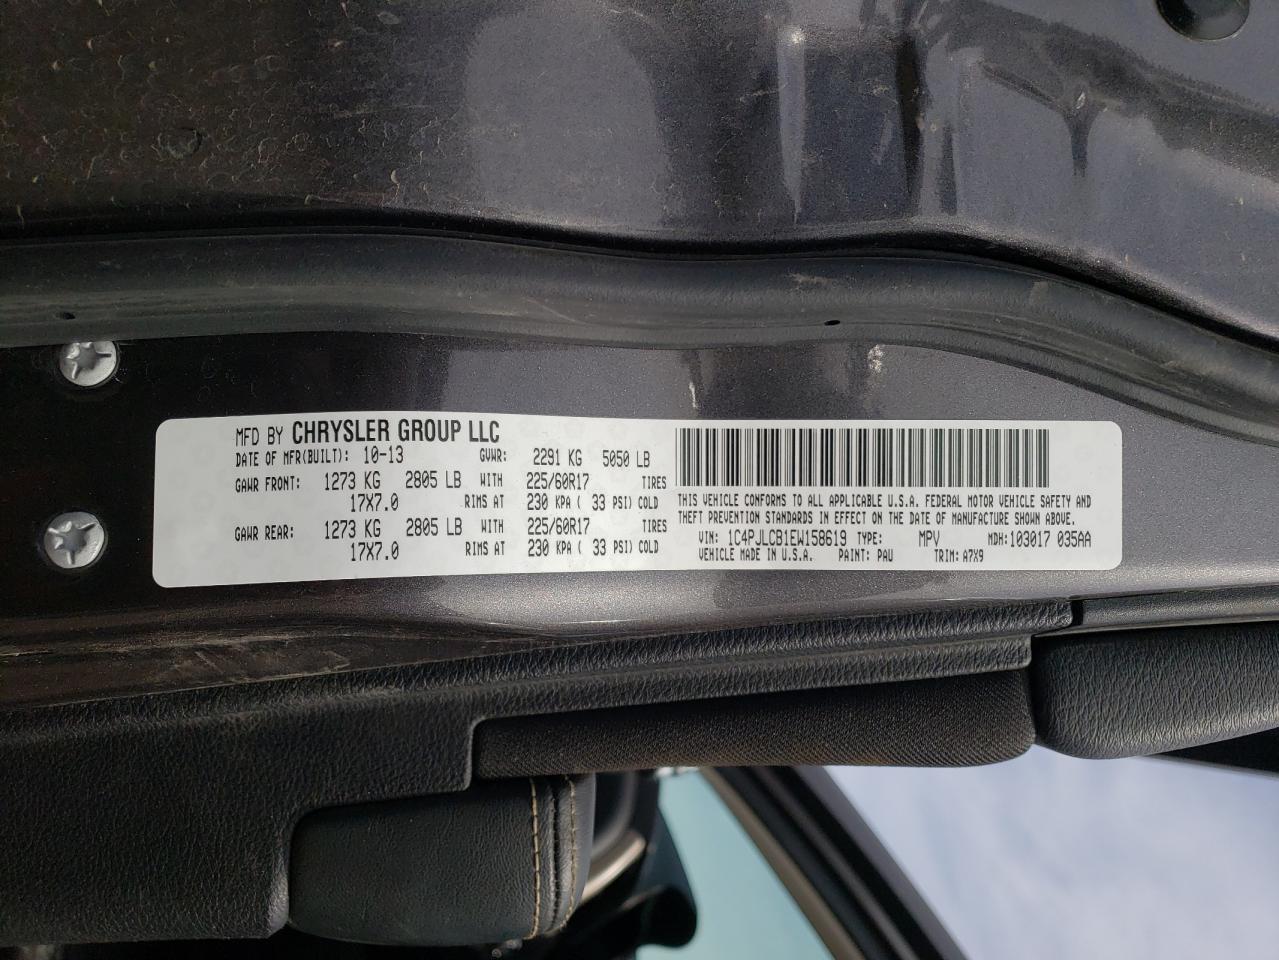 MFD BY CHRYSLER GROUP LLC
DATE OF MFR(BUILT): 10-13 GVWR: 2291 KG 5050 LB
GAWR FRONT: 1273 KG 2805 LB WITH 225/60R17 TIRES
17X7.0 RIMS AT 230 KPA ( 33 PSI) COLD
GAWR REAR: 1273 KG 2805 LB WITH 225/60R17 TIRES
17X7.0 RIMS AT 230 KPA ( 33 PSI) COLD
THIS VEHICLE CONFORMS TO ALL APPLICABLE U.S.A. FEDERAL MOTOR VEHICLE SAFETY AND
THEFT PREVENTION STANDARDS IN EFFECT ON THE DATE OF MANUFACTURE SHOWN ABOVE.
VIN: 1C4PJLCB1EW158619 TYPE: MPV MDH: 103017 035AA
VEHICLE MADE IN U.S.A. PAINT: PAU TRIM: A7X9